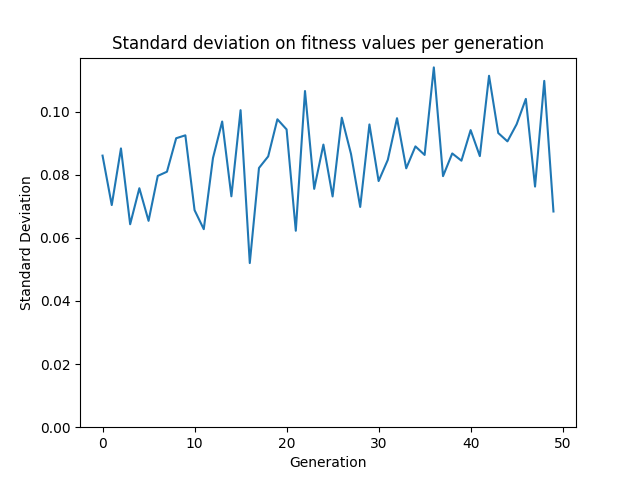 Standard deviation on fitness values per generation
Standard Deviation
0.10
0.08
0.06
0.04
0.02
0.00
0 10 20 30 40 50
Generation